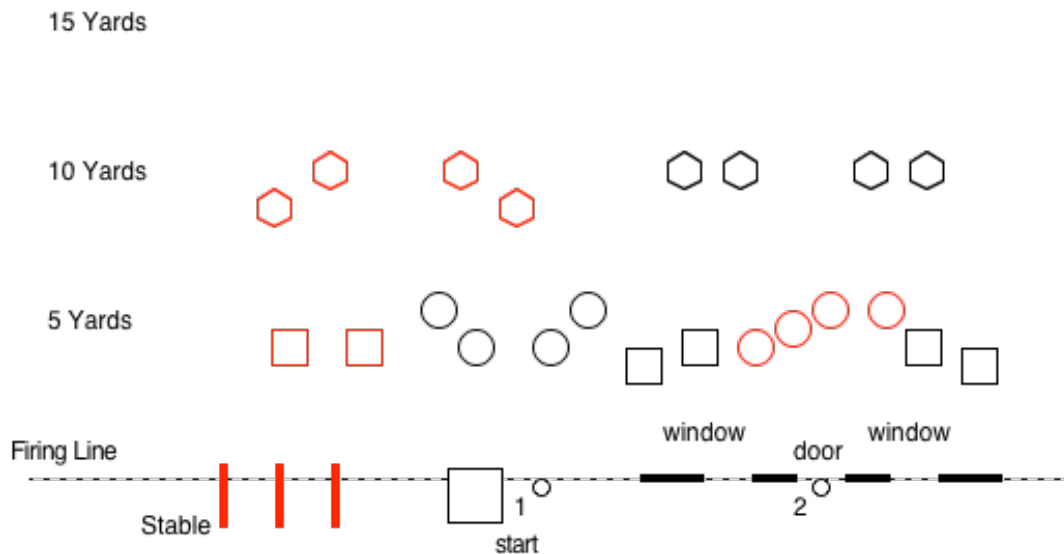 15 Yards
10 Yards
5 Yards
window
window
Firing Line
door
1
2
Stable
start